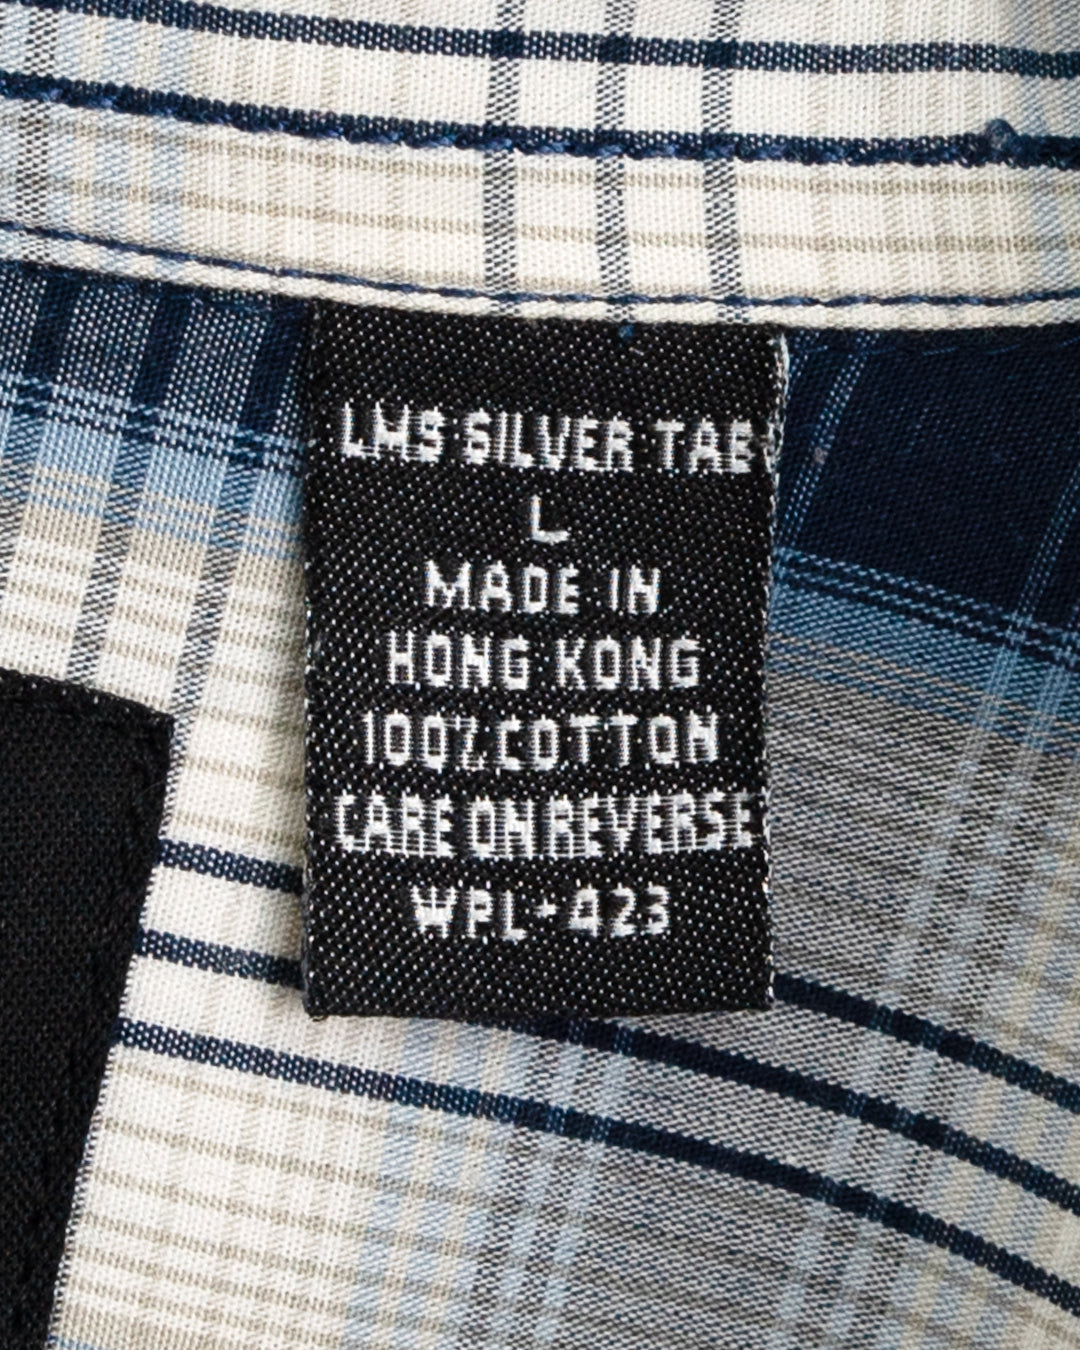 LMS SILVER TAB
L
MADE IN
HONG KONG
100% COTTON
CARE ON REVERSE
WPL-423